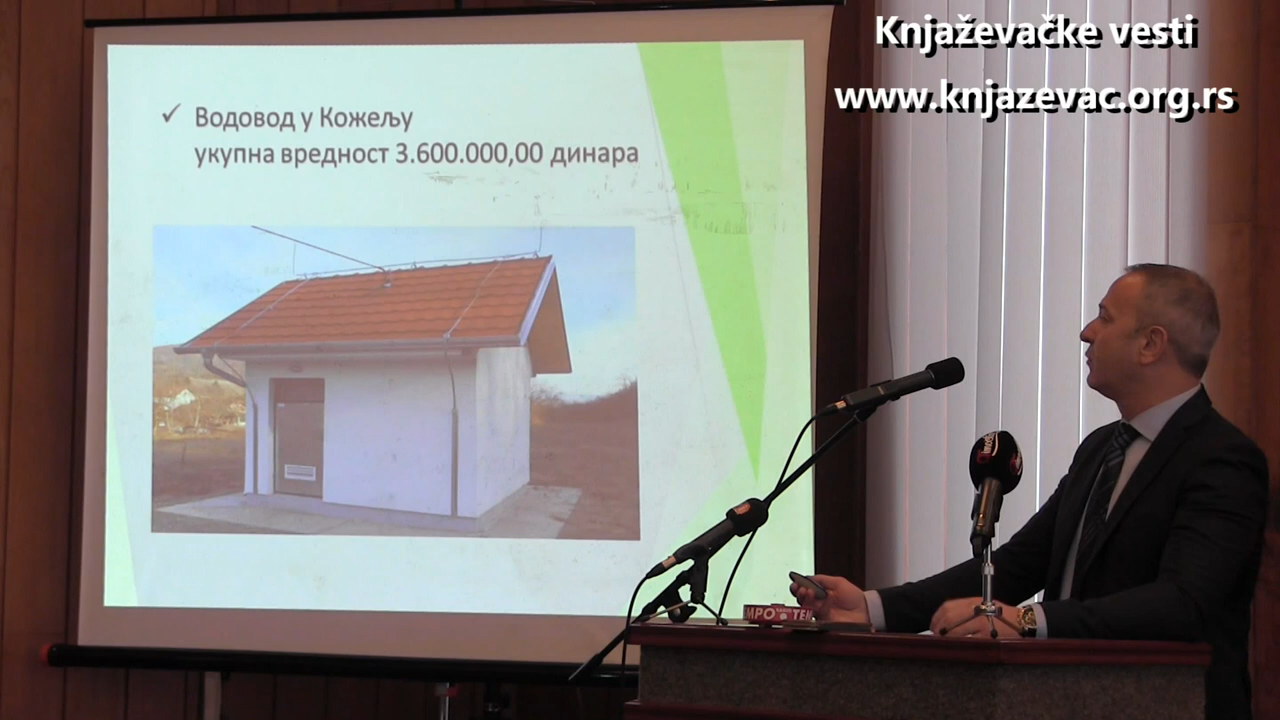 Knjaževačke vesti
www.knjazevac.org.rs
✓ Водовод у Кожељу
укупна вредност 3.600.000,00 динара